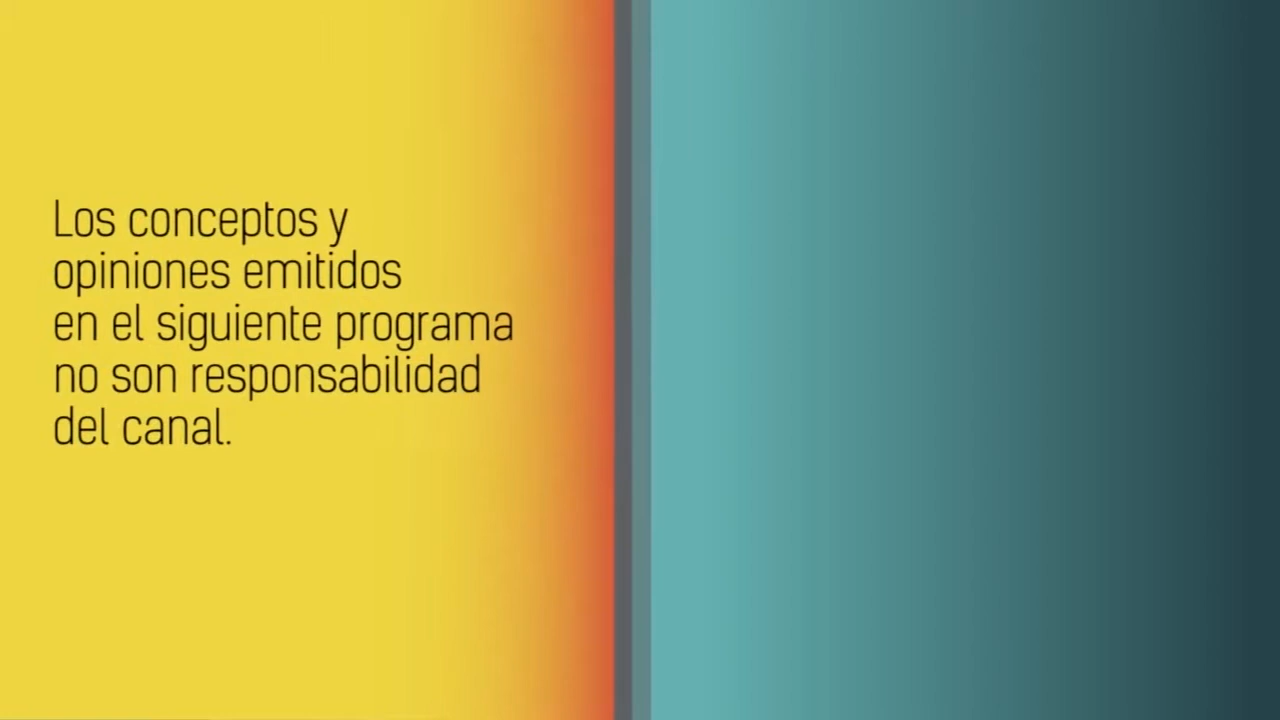 Los conceptos y
opiniones emitidos
en el siguiente programa
no son responsabilidad
del canal.